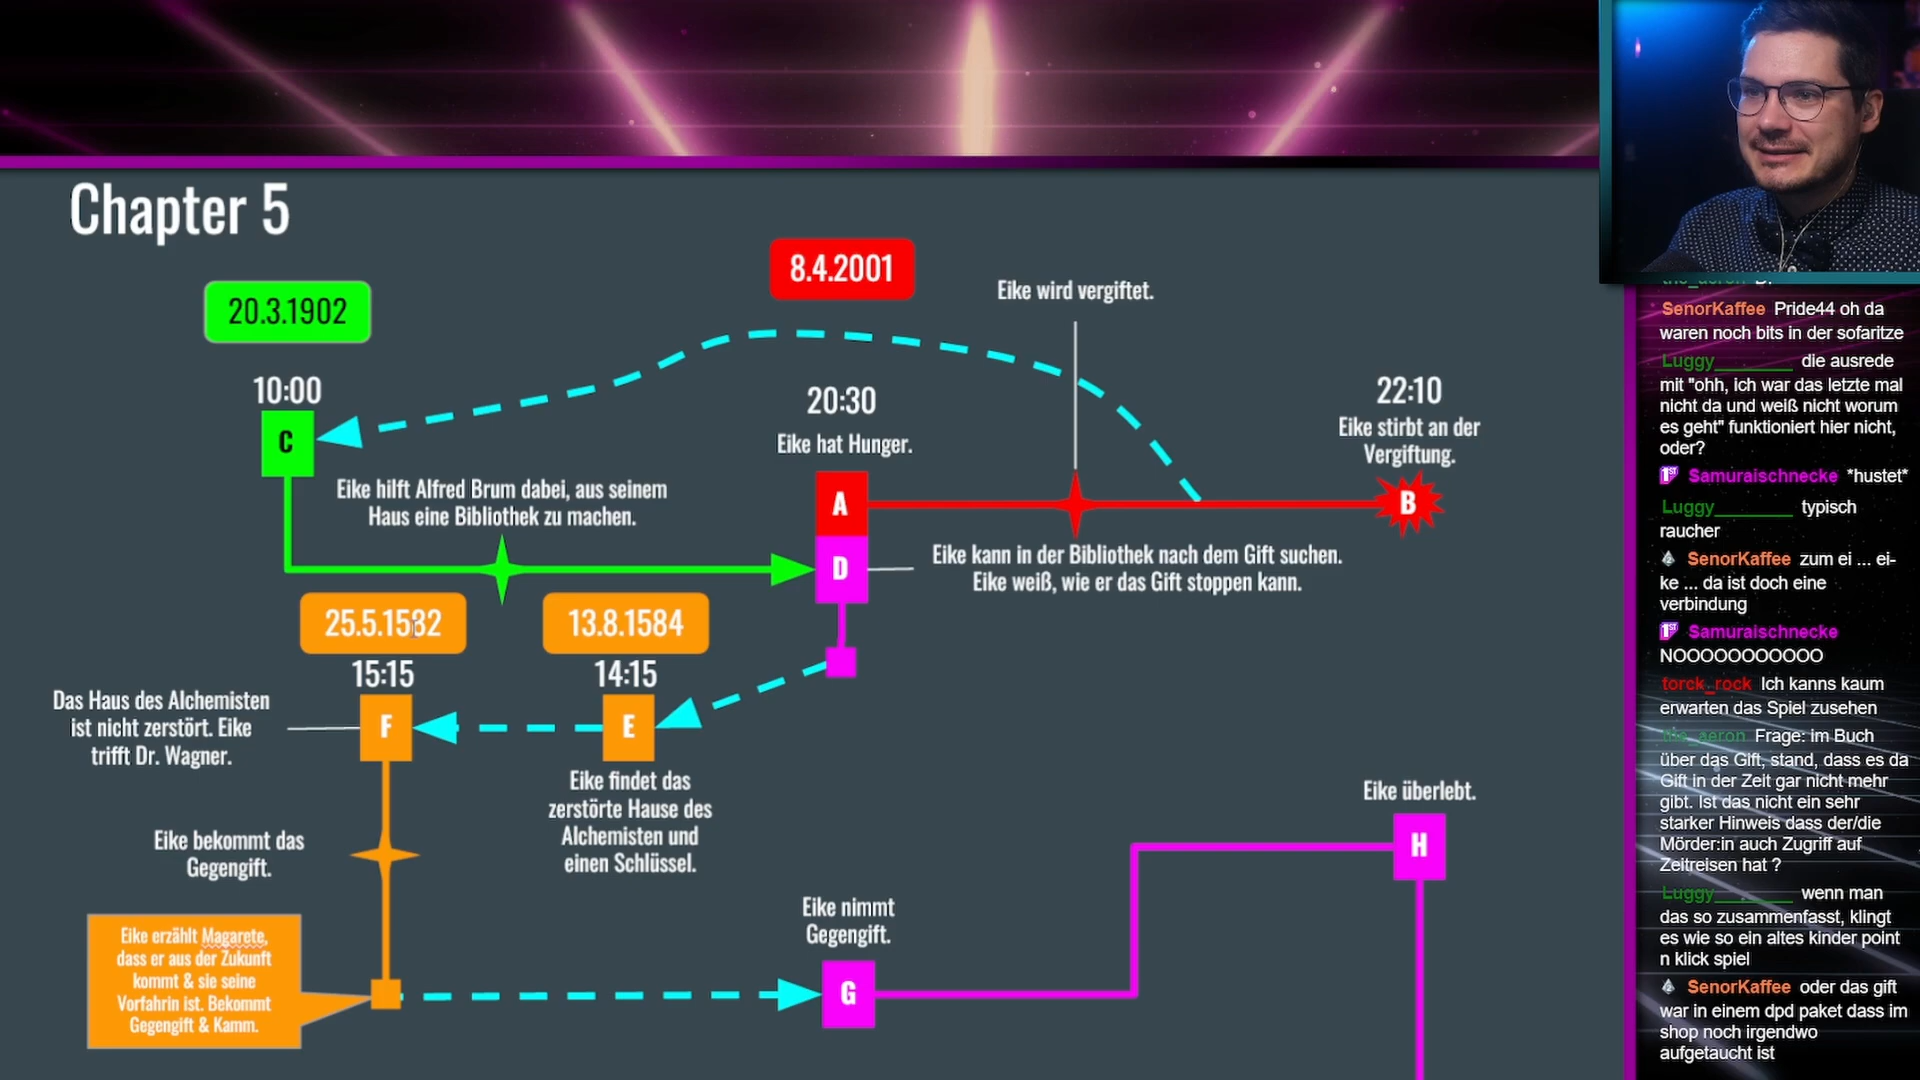 Chapter 5
20.3.1902
8.4.2001
Eike wird vergiftet.
10:00
C
20:30
Eike hat Hunger.
22:10
Eike stirbt an der
Vergiftung.
A
B
Eike hilft Alfred Brum dabei, aus seinem
Haus eine Bibliothek zu machen.
D
Eike kann in der Bibliothek nach dem Gift suchen.
Eike weiß, wie er das Gift stoppen kann.
25.5.1582
15:15
13.8.1584
14:15
Das Haus des Alchemisten
ist nicht zerstört. Eike
trifft Dr. Wagner.
F
E
Eike findet das
zerstörte Hause des
Alchemisten und
einen Schlüssel.
Eike bekommt das
Gegengift.
Eike erzählt Magarete,
dass er aus der Zukunft
kommt & sie seine
Vorfahrin ist. Bekommt
Gegengift & Kamm.
Eike nimmt
Gegengift.
G
Eike überlebt.
H
SenorKaffee Pride44 oh da
waren noch bits in der sofaritze
Luggy________ die ausrede
mit "ohh, ich war das letzte mal
nicht da und weiß nicht worum
es geht" funktioniert hier nicht,
oder?
1ST Samuraischnecke *hustet*
Luggy________ typisch
raucher
SenorKaffee zum ei ... ei-
ke ... da ist doch eine
verbindung
1ST Samuraischnecke
NOOOOOOOOOOO
torck_rock Ich kanns kaum
erwarten das Spiel zusehen
the_aeron Frage: im Buch
über das Gift, stand, dass es da
Gift in der Zeit gar nicht mehr
gibt. Ist das nicht ein sehr
starker Hinweis dass der/die
Mörder:in auch Zugriff auf
Zeitreisen hat ?
Luggy________ wenn man
das so zusammenfasst, klingt
es wie so ein altes kinder point
n klick spiel
SenorKaffee oder das gift
war in einem dpd paket dass im
shop noch irgendwo
aufgetaucht ist